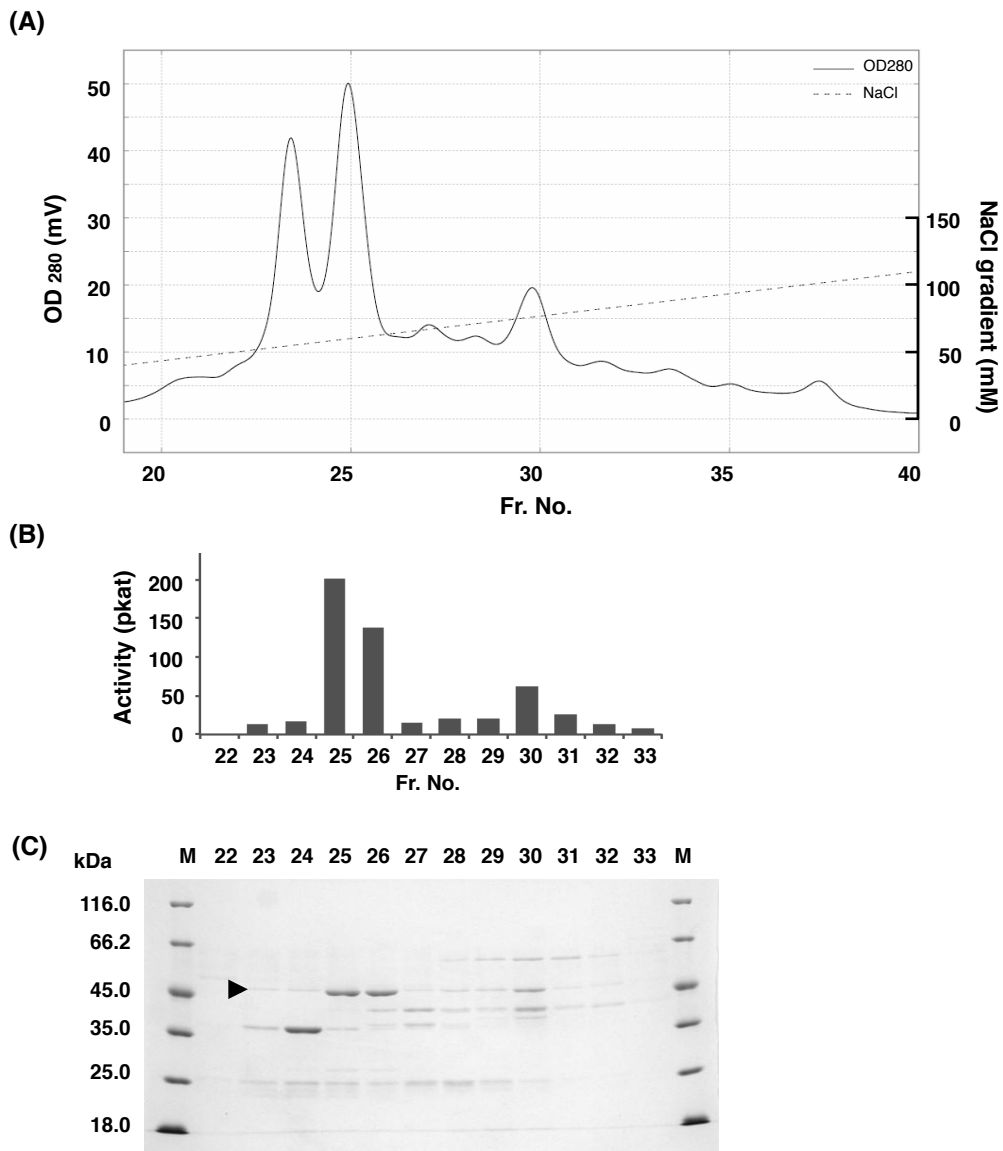 (A)
OD280
NaCl
50
40
30
20
10
0
OD 280 (mV)
150
100
50
0
NaCl gradient (mM)
20 25 30 35 40
Fr. No.
(B)
Activity (pkat)
200
150
100
50
0
22 23 24 25 26 27 28 29 30 31 32 33
Fr. No.
(C)
kDa M 22 23 24 25 26 27 28 29 30 31 32 33 M
116.0
66.2
45.0
35.0
25.0
18.0